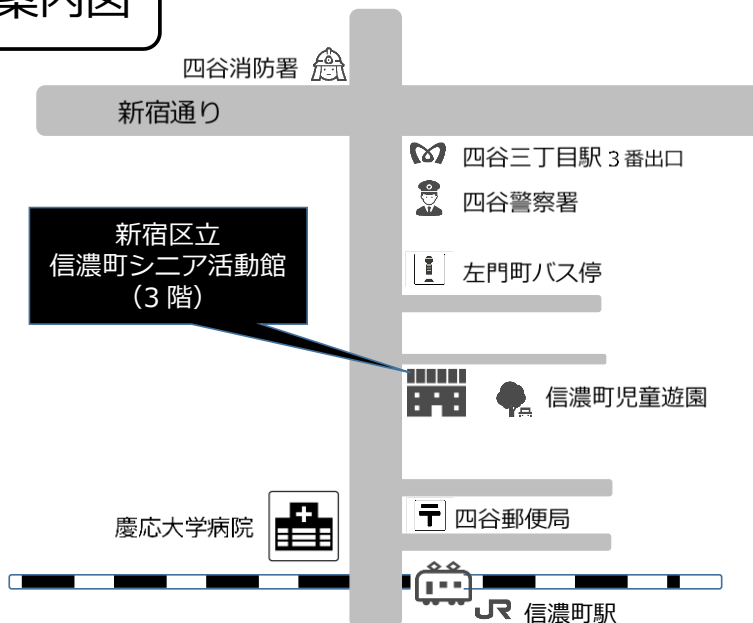 案内図
四谷消防署
新宿通り
四谷三丁目駅 3 番出口
四谷警察署
新宿区立
信濃町シニア活動館
(3 階)
左門町バス停
信濃町児童遊園
慶応大学病院
〒 四谷郵便局
JR 信濃町駅